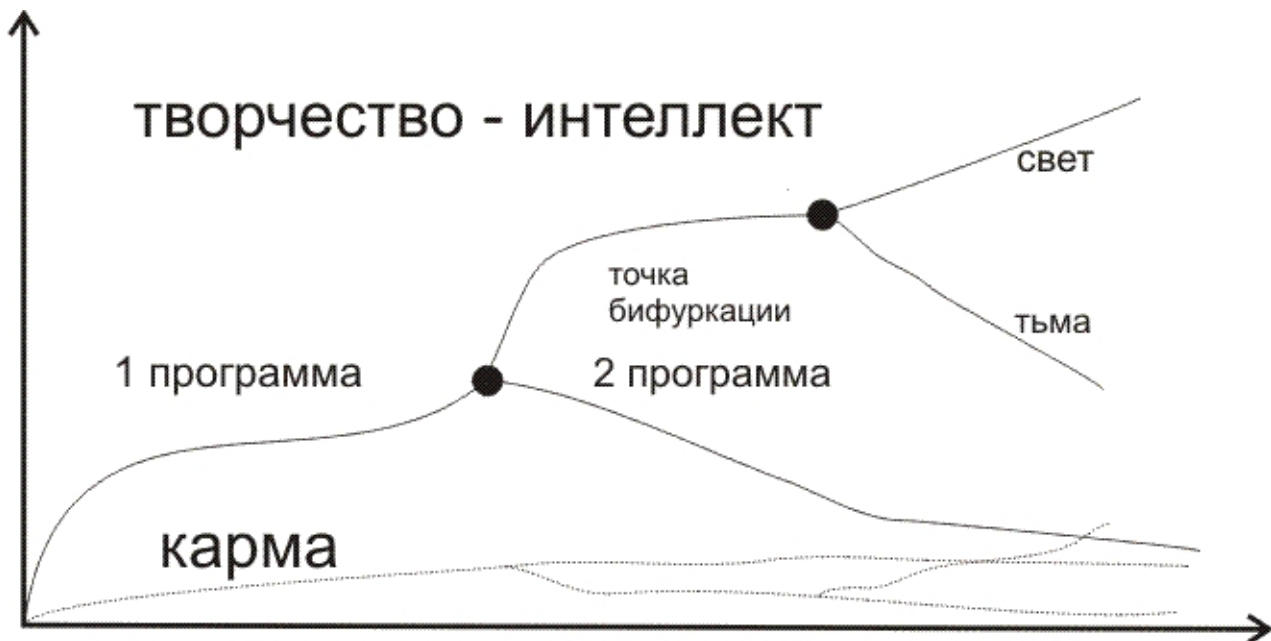 творчество - интеллект
свет
точка
бифуркации
тьма
1 программа
2 программа
карма